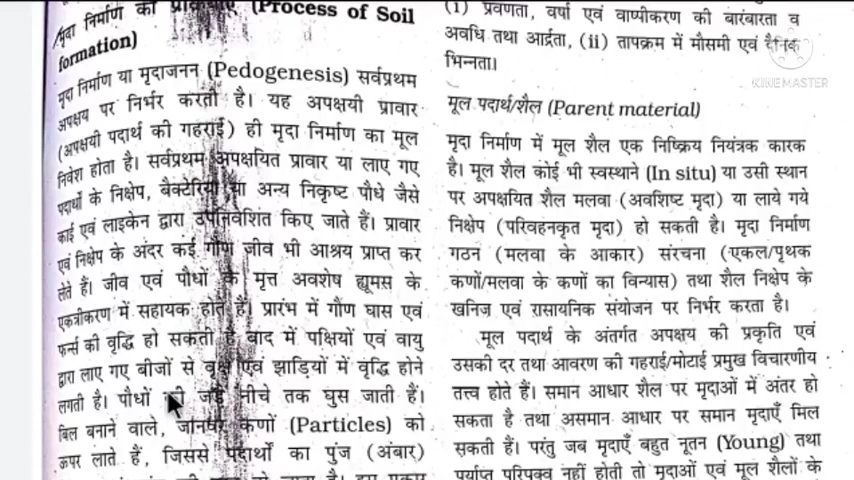 मृदा निर्माण की (Process of Soil
formation)
मृदा निर्माण या मृदाजनन (Pedogenesis) सर्वप्रथम
अपक्षय पर निर्भर करती है। यह अपक्षयी प्रावार
(अपक्षयी पदार्थ की गहराई) ही मृदा निर्माण का मूल
निवेश होता है। सर्वप्रथम अपक्षयित प्रावार या लाए गए
पदार्थों के निक्षेप, बैक्टेरिया या अन्य निकृष्ट पौधे जैसे
काई एवं लाइकेन द्वारा उपनिवेशित किए जाते हैं। प्रावार
एवं निक्षेप के अंदर कई गौण जीव भी आश्रय प्राप्त कर
लेते हैं। जीव एवं पौधों के मृत्त अवशेष ह्यूमस के
एकत्रीकरण में सहायक होते हैं। प्रारंभ में गौण घास एवं
फर्न्स की वृद्धि हो सकती है बाद में पक्षियों एवं वायु
द्वारा लाए गए बीजों से वृक्ष एवं झाड़ियों में वृद्धि होने
लगती है। पौधों की जड़ें नीचे तक घुस जाती हैं।
बिल बनाने वाले, जानवर कणों (Particles) को
ऊपर लाते हैं, जिससे पदार्थों का पुंज (अंबार)
(i) प्रवणता, वर्षा एवं वाष्पीकरण की बारंबारता व
अवधि तथा आर्द्रता, (ii) तापक्रम में मौसमी एवं दैनिक
भिन्नता।
KINEMASTER
मूल पदार्थ/शैल (Parent material)
मृदा निर्माण में मूल शैल एक निष्क्रिय नियंत्रक कारक
है। मूल शैल कोई भी स्वस्थाने (In situ) या उसी स्थान
पर अपक्षयित शैल मलवा (अवशिष्ट मृदा) या लाये गये
निक्षेप (परिवहनकृत मृदा) हो सकती है। मृदा निर्माण
गठन (मलवा के आकार) संरचना (एकल/पृथक
कणों/मलवा के कणों का विन्यास) तथा शैल निक्षेप के
खनिज एवं रासायनिक संयोजन पर निर्भर करता है।
मूल पदार्थ के अंतर्गत अपक्षय की प्रकृति एवं
उसकी दर तथा आवरण की गहराई/मोटाई प्रमुख विचारणीय
तत्त्व होते हैं। समान आधार शैल पर मृदाओं में अंतर हो
सकता है तथा असमान आधार पर समान मृदाएँ मिल
सकती हैं। परंतु जब मृदाएँ बहुत नूतन (Young) तथा
पर्याप्त परिपक्व नहीं होती तो मृदाओं एवं मूल शैलों के